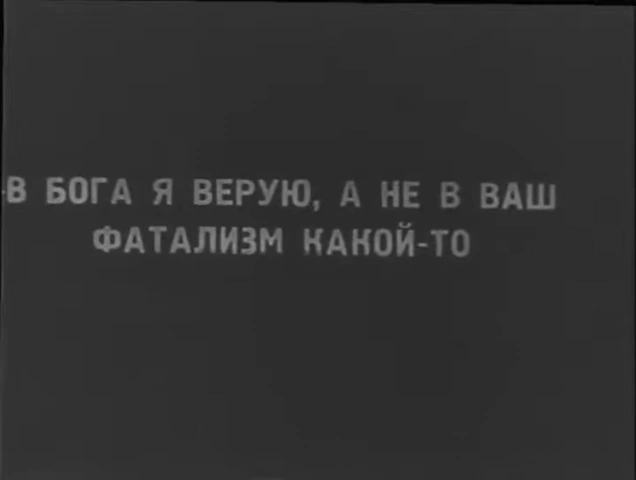 -В БОГА Я ВЕРУЮ, А НЕ В ВАШ
ФАТАЛИЗМ КАКОЙ-ТО